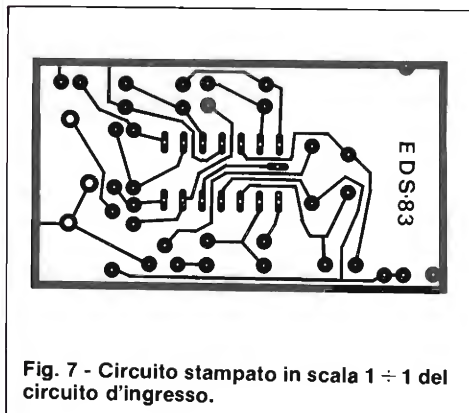 EDS-83
Fig. 7 - Circuito stampato in scala 1 ÷ 1 del
circuito d'ingresso.